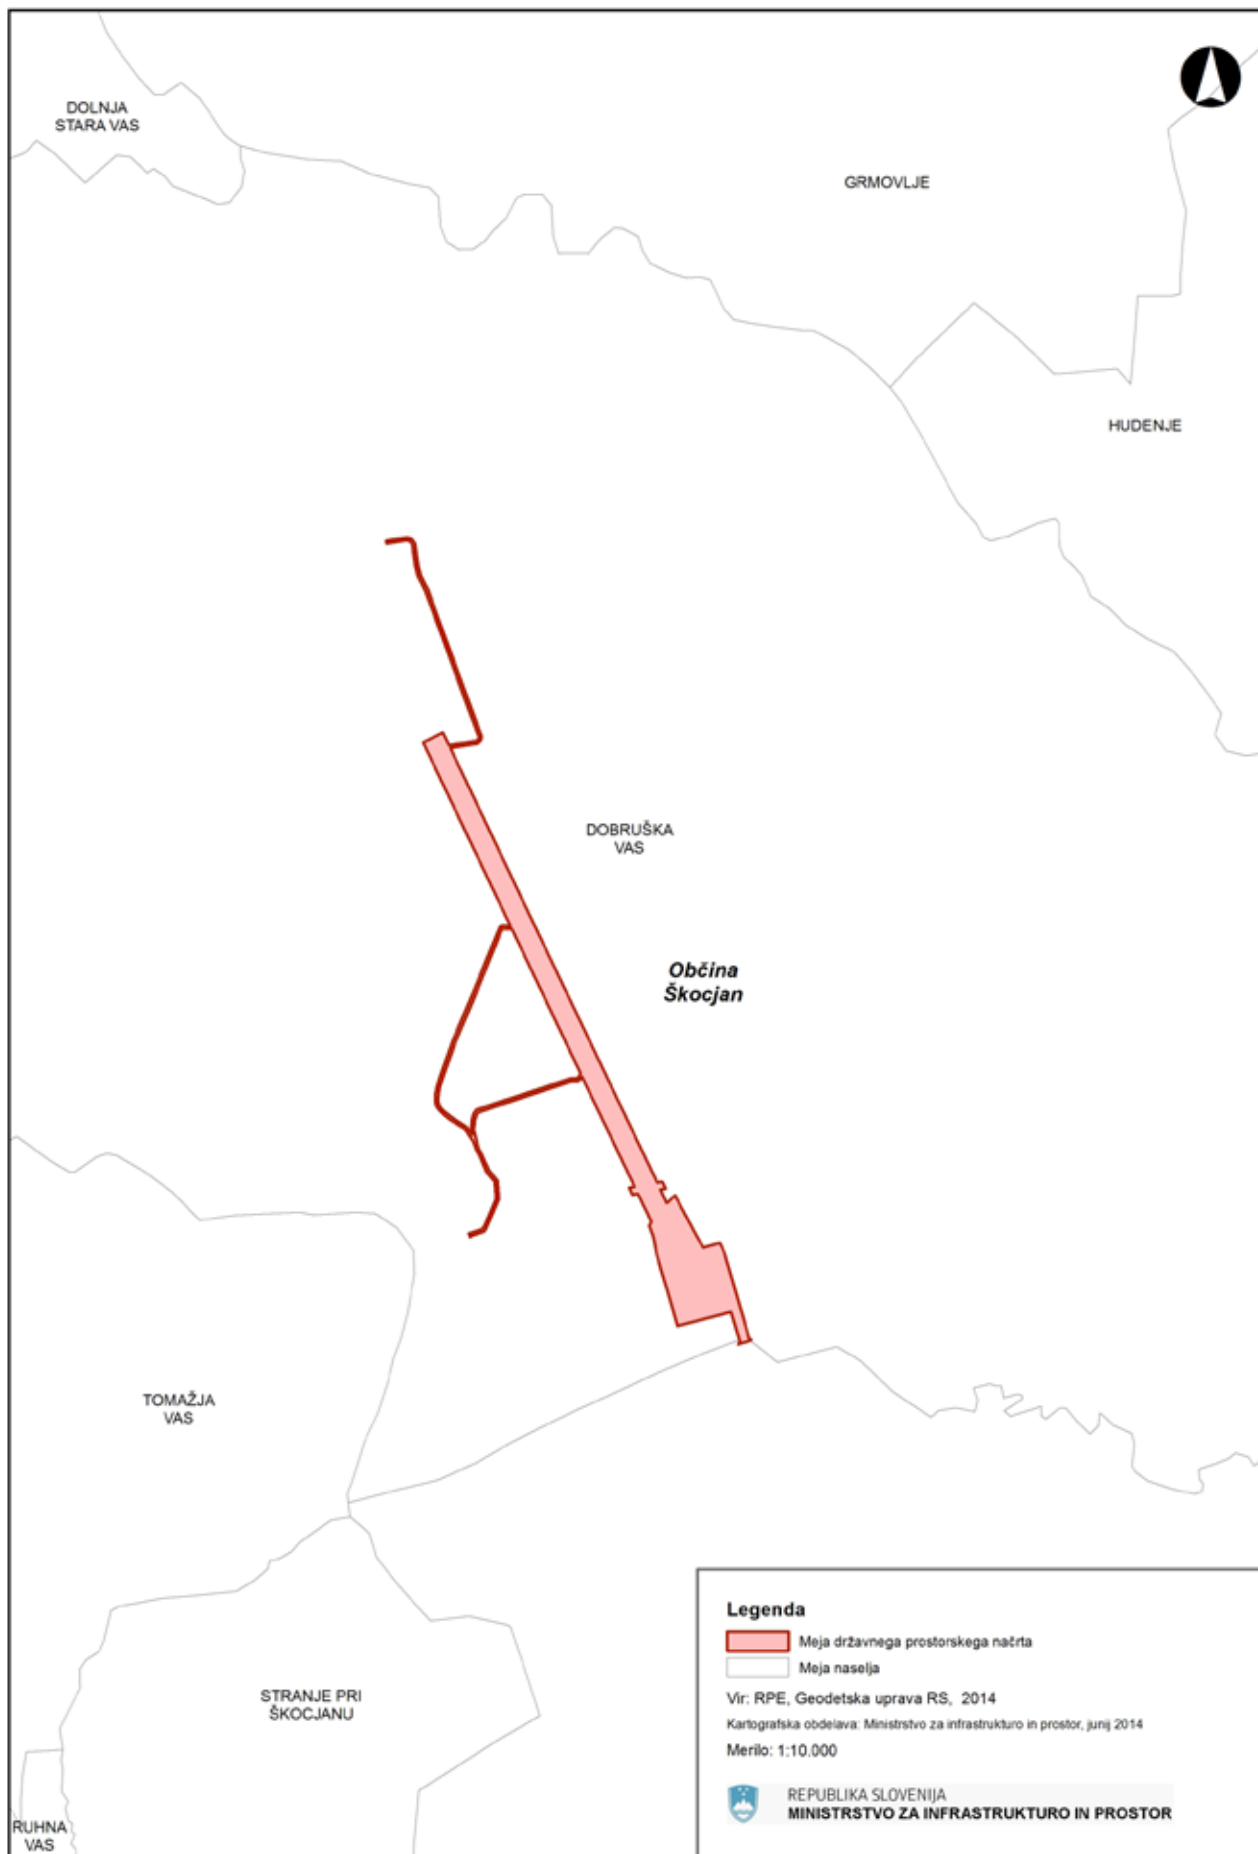 DOLNJA
STARA VAS
GRMOVLJE
HUDENJE
DOBRUŠKA
VAS
Občina
Škocjan
TOMAŽJA
VAS
STRANJE PRI
ŠKOCJANU
RUHNA
VAS
Legenda
Meja državnega prostorskega načrta
Meja naselja
Vir: RPE, Geodetska uprava RS, 2014
Kartografska obdelava: Ministrstvo za infrastrukturo in prostor, junij 2014
Merilo: 1:10.000
REPUBLIKA SLOVENIJA
MINISTRSTVO ZA INFRASTRUKTURO IN PROSTOR